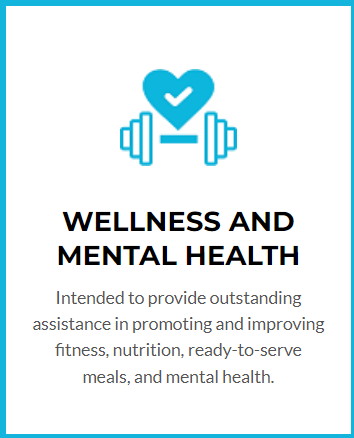 WELLNESS AND
MENTAL HEALTH
Intended to provide outstanding
assistance in promoting and improving
fitness, nutrition, ready-to-serve
meals, and mental health.